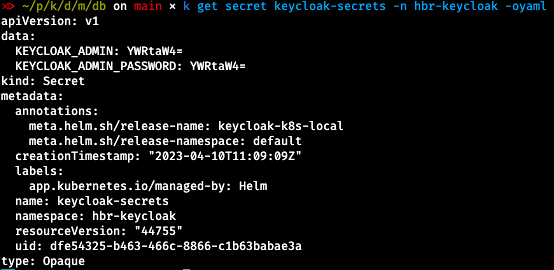 ~/p/k/d/m/db on main × k get secret keycloak-secrets -n hbr-keycloak -oyaml
apiVersion: v1
data:
  KEYCLOAK_ADMIN: YWRtaW4=
  KEYCLOAK_ADMIN_PASSWORD: YWRtaW4=
kind: Secret
metadata:
  annotations:
    meta.helm.sh/release-name: keycloak-k8s-local
    meta.helm.sh/release-namespace: default
  creationTimestamp: "2023-04-10T11:09:09Z"
  labels:
    app.kubernetes.io/managed-by: Helm
  name: keycloak-secrets
  namespace: hbr-keycloak
  resourceVersion: "44755"
  uid: dfe54325-b463-466c-8866-c1b63babae3a
type: Opaque